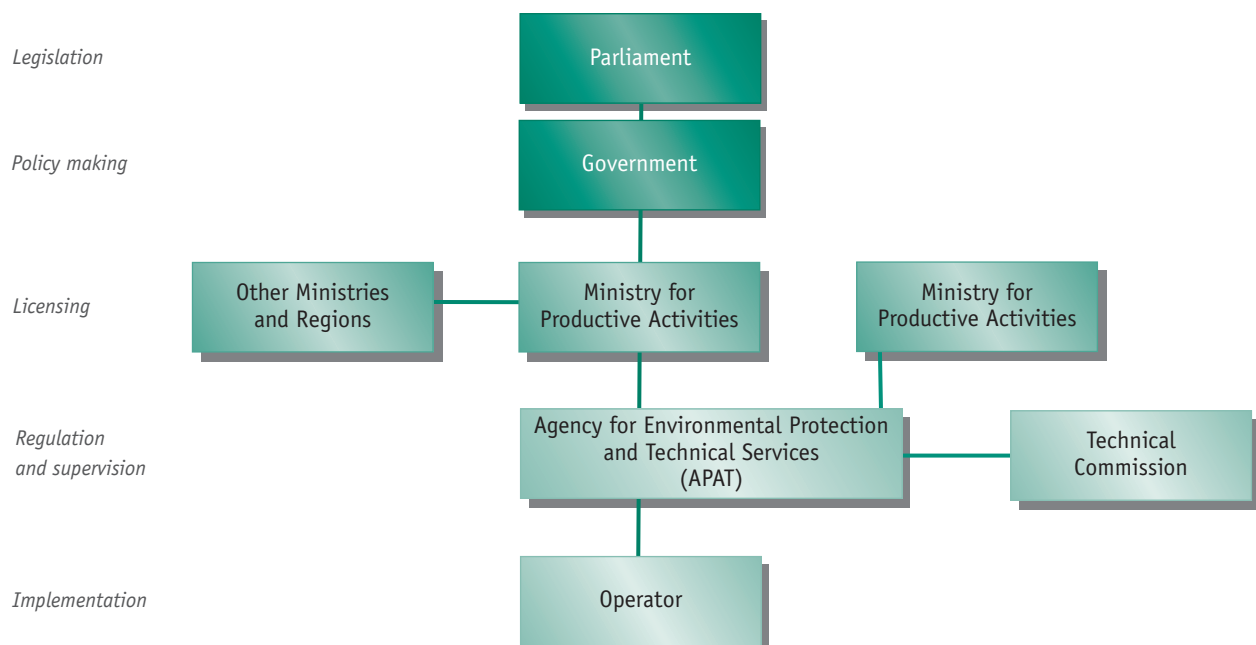 Legislation
Parliament
Policy making
Government
Licensing
Other Ministries
and Regions
Ministry for
Productive Activities
Ministry for
Productive Activities
Regulation
and supervision
Agency for Environmental Protection
and Technical Services
(APAT)
Technical
Commission
Implementation
Operator